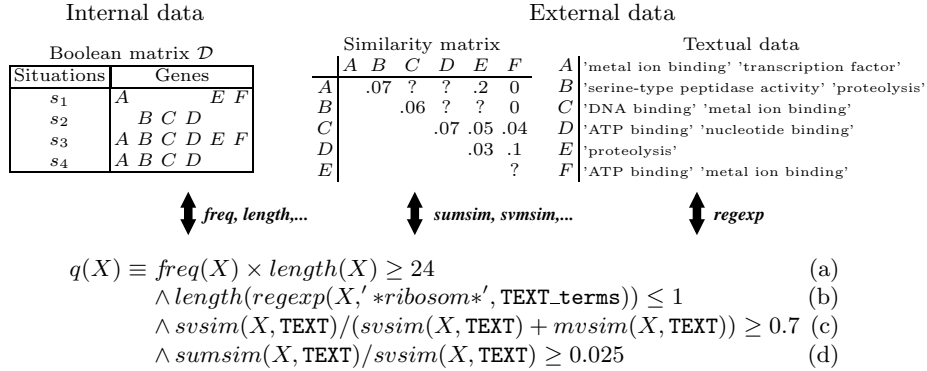 Internal data
External data
Boolean matrix D
Situations Genes
s1 A E F
s2 B C D
s3 A B C D E F
s4 A B C D
Similarity matrix
A B C D E F
A .07 ? ? .2 0
B .06 ? ? 0
C .07 .05 .04
D .03 .1
E ?
Textual data
A 'metal ion binding' 'transcription factor'
B 'serine-type peptidase activity' 'proteolysis'
C 'DNA binding' 'metal ion binding'
D 'ATP binding' 'nucleotide binding'
E 'proteolysis'
F 'ATP binding' 'metal ion binding'
freq, length,...
sumsim, svmsim,...
regexp
q(X) ≡ freq(X) × length(X) ≥ 24 (a)
∧ length(regexp(X,' *ribosom*', TEXT_terms)) ≤ 1 (b)
∧ svsim(X, TEXT)/(svsim(X, TEXT) + mvsim(X, TEXT)) ≥ 0.7 (c)
∧ sumsim(X, TEXT)/svsim(X, TEXT) ≥ 0.025 (d)